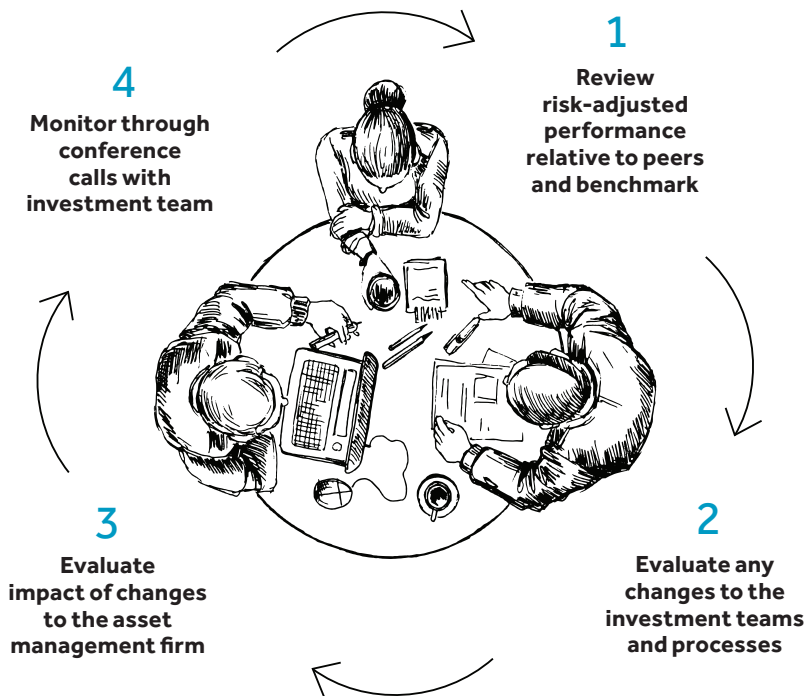 1
Review
risk-adjusted
performance
relative to peers
and benchmark
2
Evaluate any
changes to the
investment teams
and processes
3
Evaluate
impact of changes
to the asset
management firm
4
Monitor through
conference
calls with
investment team